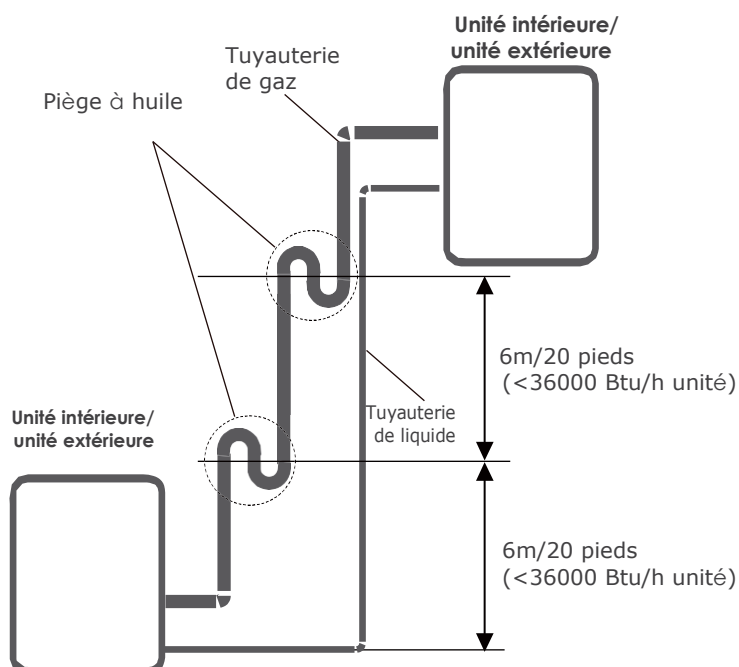 Unité intérieure/
unité extérieure
Tuyauterie
de gaz
Piège à huile
6m/20 pieds
(<36000 Btu/h unité)
Tuyauterie
de liquide
Unité intérieure/
unité extérieure
6m/20 pieds
(<36000 Btu/h unité)